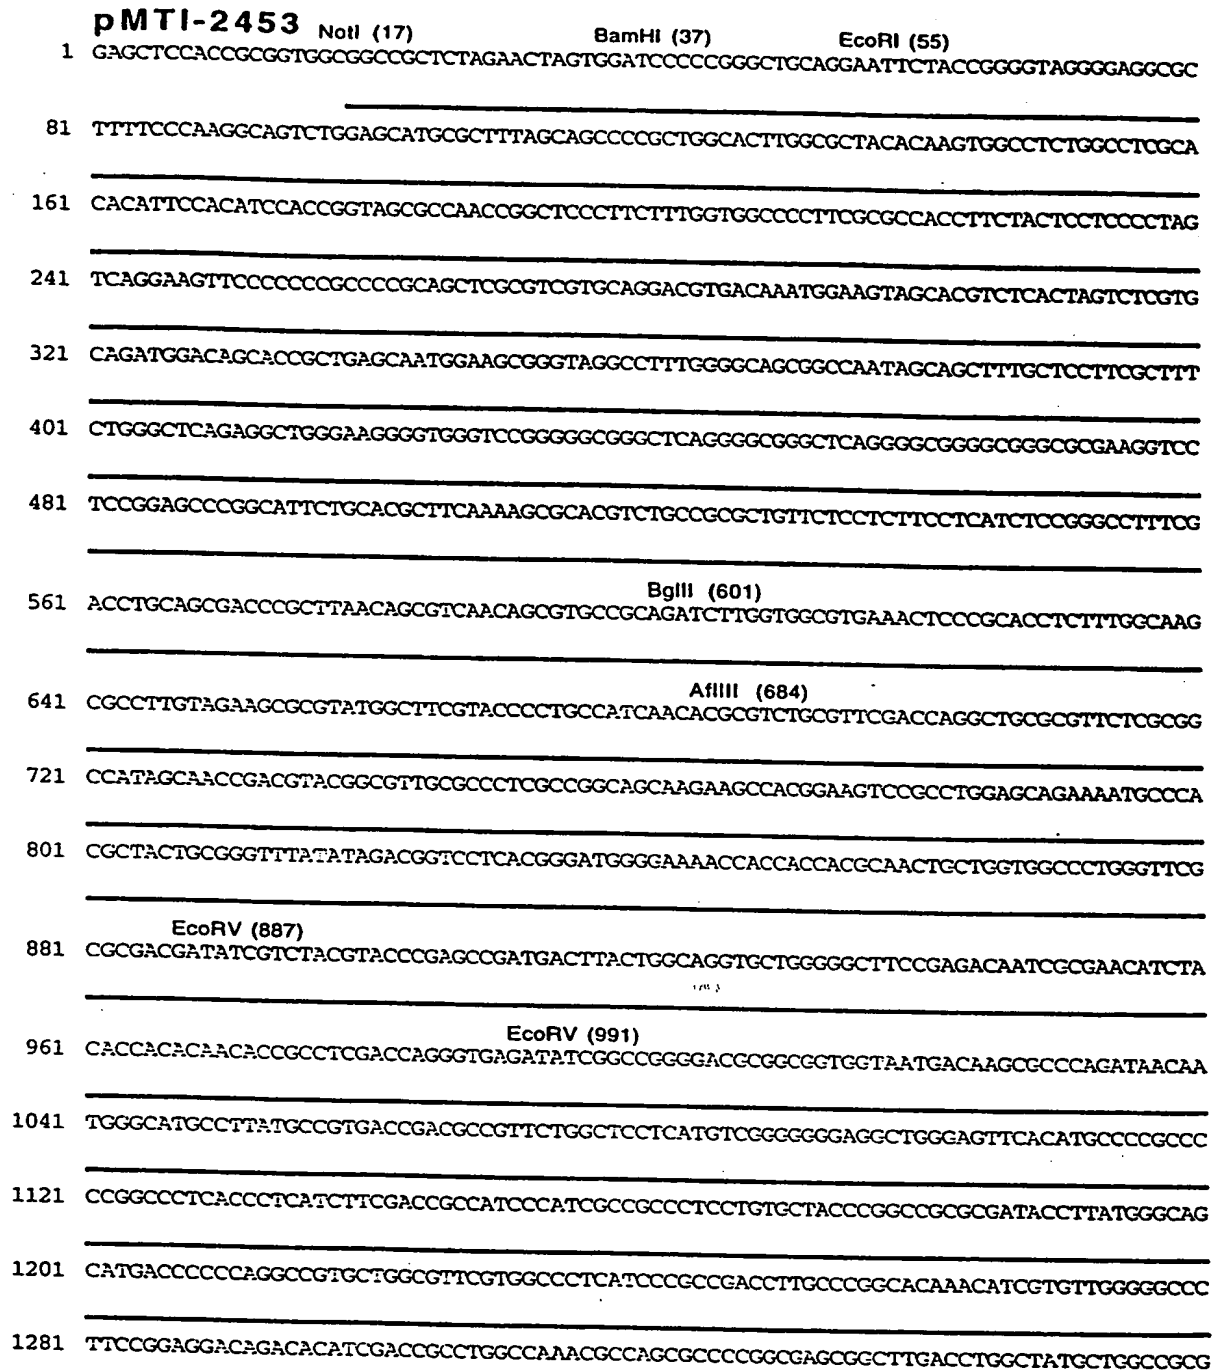 pMTI-2453 NotI (17) BamHI (37) EcoRI (55)
1 GAGCTCCACCGCGGTGGCGGCCGCTCTAGAACTAGTGGATCCCCCGGGCTGCAGGAATTCTACCGGGGTAGGGGAGGCGC
81 TTTTCCCAAGGCAGTCTGGAGCATGCGCTTTAGCAGCCCCGCTGGCACTTGGCGCTACACAAGTGGCCTCTGGCCTCGCA
161 CACATTCCACATCCACCGGTAGCGCCAACCGGCTCCCTTCTTTGGTGGCCCCTTCGCGCCACCTTCTACTCCTCCCCTAG
241 TCAGGAAGTTCCCCCCCGCCCCGCAGCTCGCGTCGTGCAGGACGTGACAAATGGAAGTAGCACGTCTCACTAGTCTCGTG
321 CAGATGGACAGCACCGCTGAGCAATGGAAGCGGGTAGGCCTTTGGGGCAGCGGCCAATAGCAGCTTTGCTCCTTCGCTTT
401 CTGGGCTCAGAGGCTGGGAAGGGGTGGGTCCGGGGGCGGGCTCAGGGGCGGGCTCAGGGGCGGGGCGGGCGCGAAGGTCC
481 TCCGGAGCCCGGCATTCTGCACGCTTCAAAAGCGCACGTCTGCCGCGCTGTTCTCCTCTTCCTCATCTCCGGGCCTTTCG
BglII (601)
561 ACCTGCAGCGACCCGCTTAACAGCGTCAACAGCGTGCCGCAGATCTTGGTGGCGTGAAACTCCCGCACCTCTTTGGCAAG
AflIII (684)
641 CGCCTTGTAGAAGCGCGTATGGCTTCGTACCCCTGCCATCAACACGCGTCTGCGTTCGACCAGGCTGCGCGTTCTCGCGG
721 CCATAGCAACCGACGTACGGCGTTGCGCCCTCGCCGGCAGCAAGAAGCCACGGAAGTCCGCCTGGAGCAGAAAATGCCCA
801 CGCTACTGCGGGTTTATATAGACGGTCCTCACGGGATGGGGAAAACCACCACCACGCAACTGCTGGTGGCCCTGGGTTCG
EcoRV (887)
881 CGCGACGATATCGTCTACGTACCCGAGCCGATGACTTACTGGCAGGTGCTGGGGGCTTCCGAGACAATCGCGAACATCTA
EcoRV (991)
961 CACCACACAACACCGCCTCGACCAGGGTGAGATATCGGCCGGGGACGCGGCGGTGGTAATGACAAGCGCCCAGATAACAA
1041 TGGGCATGCCTTATGCCGTGACCGACGCCGTTCTGGCTCCTCATGTCGGGGGGGAGGCTGGGAGTTCACATGCCCCGCCC
1121 CCGGCCCTCACCCTCATCTTCGACCGCCATCCCATCGCCGCCCTCCTGTGCTACCCGGCCGCGCGATACCTTATGGGCAG
1201 CATGACCCCCCAGGCCGTGCTGGCGTTCGTGGCCCTCATCCCGCCGACCTTGCCCGGCACAAACATCGTGTTGGGGGCCC
1281 TTCCGGAGGACAGACACATCGACCGCCTGGCCAAACGCCAGCGCCCCGGCGAGCGGCTTGACCTGGCTATGCTGGCCGCG